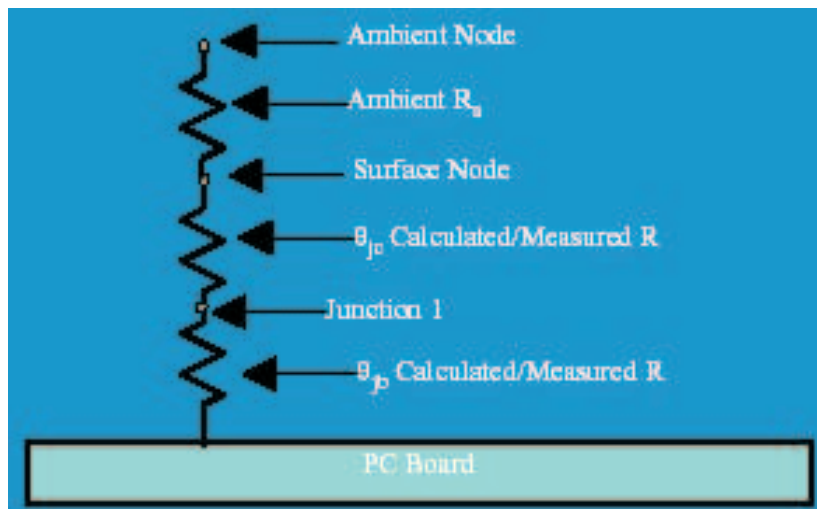 Ambient Node
Ambient Rₐ
Surface Node
θjc Calculated/Measured R
Junction 1
θjb Calculated/Measured R
PC Board